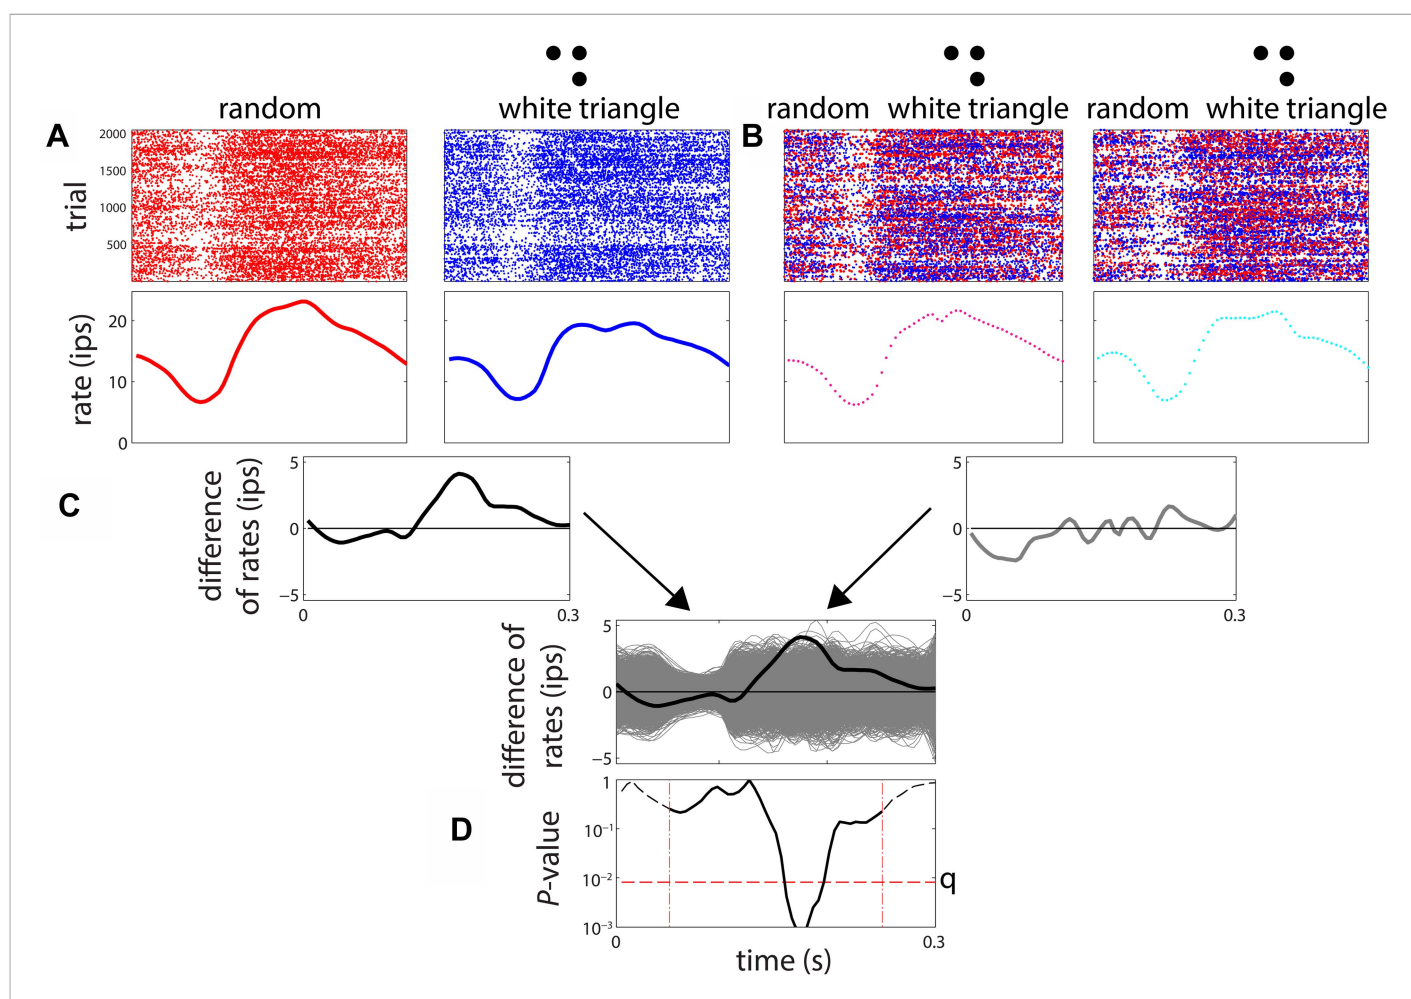 random
white triangle
random white triangle
random white triangle
A
B
trial
2000
1500
1000
500
rate (ips)
20
10
0
C
difference
of rates (ips)
5
0
−5
0
0.3
5
0
−5
0
0.3
difference of
rates (ips)
5
0
−5
D
P-value
1
10⁻¹
10⁻²
10⁻³
q
0
0.3
time (s)